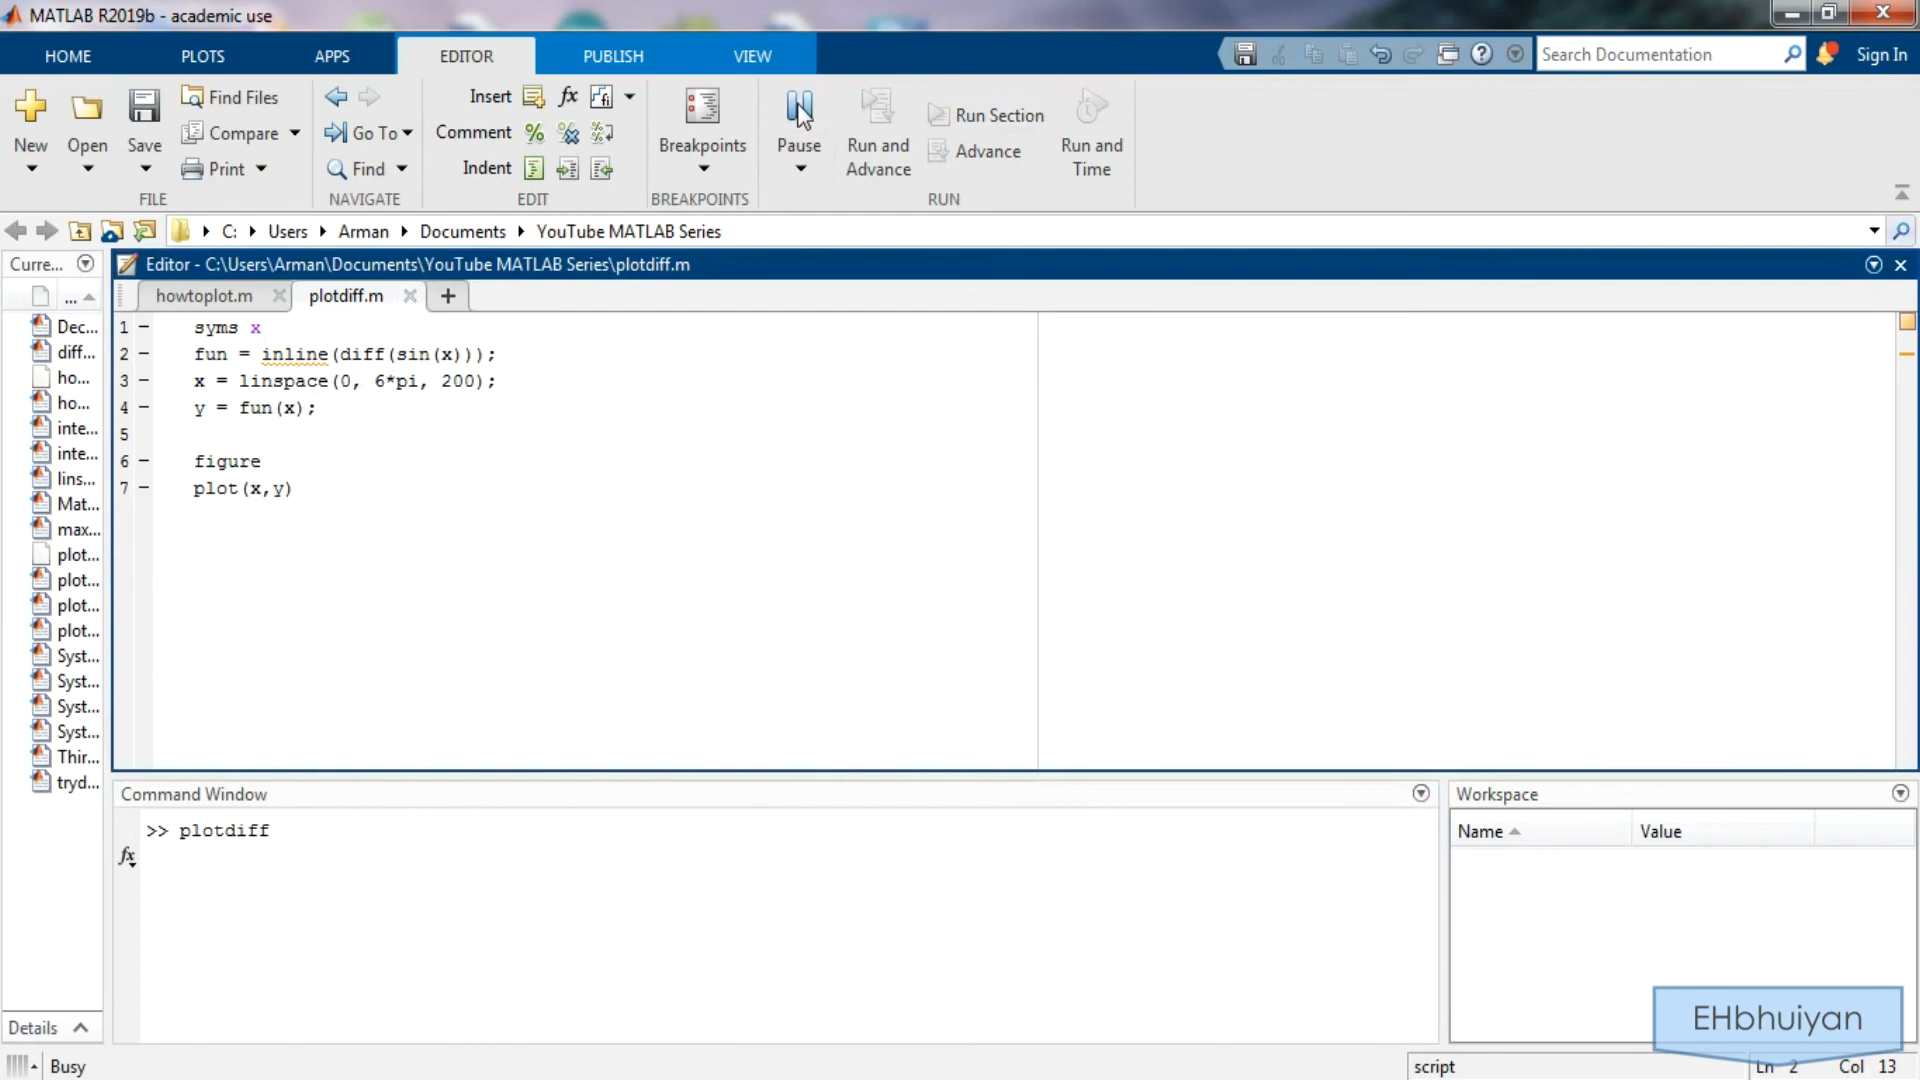 MATLAB R2019b - academic use
HOME PLOTS APPS EDITOR PUBLISH VIEW
Search Documentation
Sign In
New
Open
Save
Find Files
Compare
Print
FILE
Go To
Find
NAVIGATE
Insert fx
Comment
Indent
EDIT
Breakpoints
BREAKPOINTS
Pause
Run and Advance
Run Section
Advance
Run and Time
RUN
C: Users Arman Documents YouTube MATLAB Series
Curre...
...
Dec...
diff...
ho...
ho...
inte...
inte...
lins...
Mat...
max...
plot...
plot...
plot...
plot...
Syst...
Syst...
Syst...
Syst...
Thir...
tryd...
Details
Editor - C:\Users\Arman\Documents\YouTube MATLAB Series\plotdiff.m
howtoplot.m plotdiff.m +
1 – syms x
2 – fun = inline(diff(sin(x)));
3 – x = linspace(0, 6*pi, 200);
4 – y = fun(x);
5
6 – figure
7 – plot(x,y)
Command Window
>> plotdiff
fx
Workspace
Name Value
EHbhuiyan
Busy
script
Ln 2 Col 13